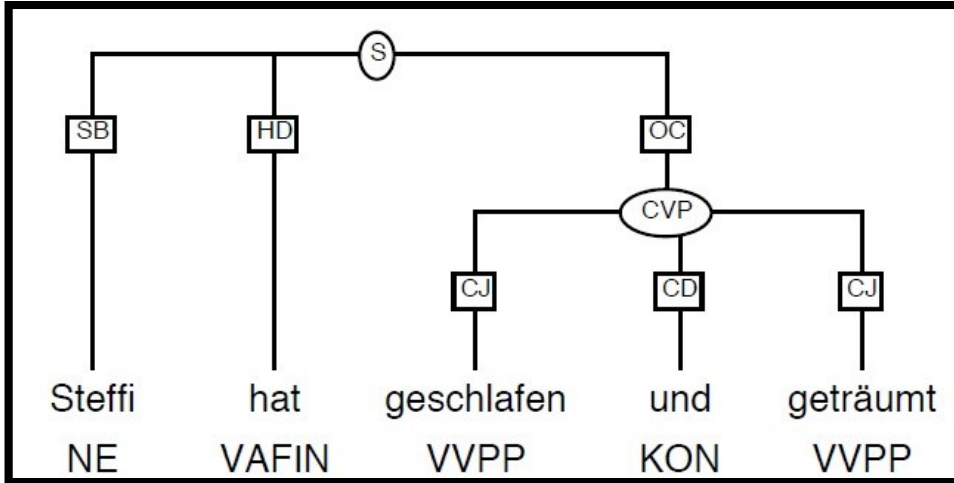 S
SB HD OC
CVP
CJ CD CJ
Steffi hat geschlafen und geträumt
NE VAFIN VVPP KON VVPP